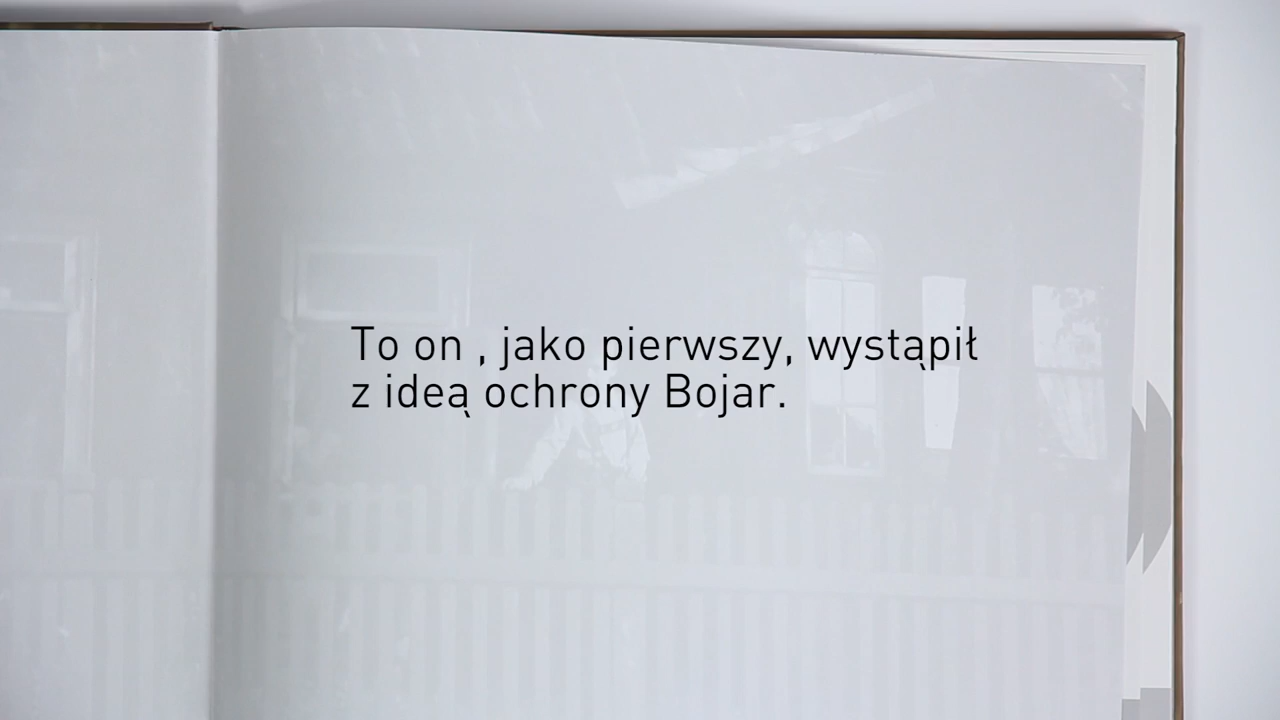 To on , jako pierwszy, wystąpił
z ideą ochrony Bojar.